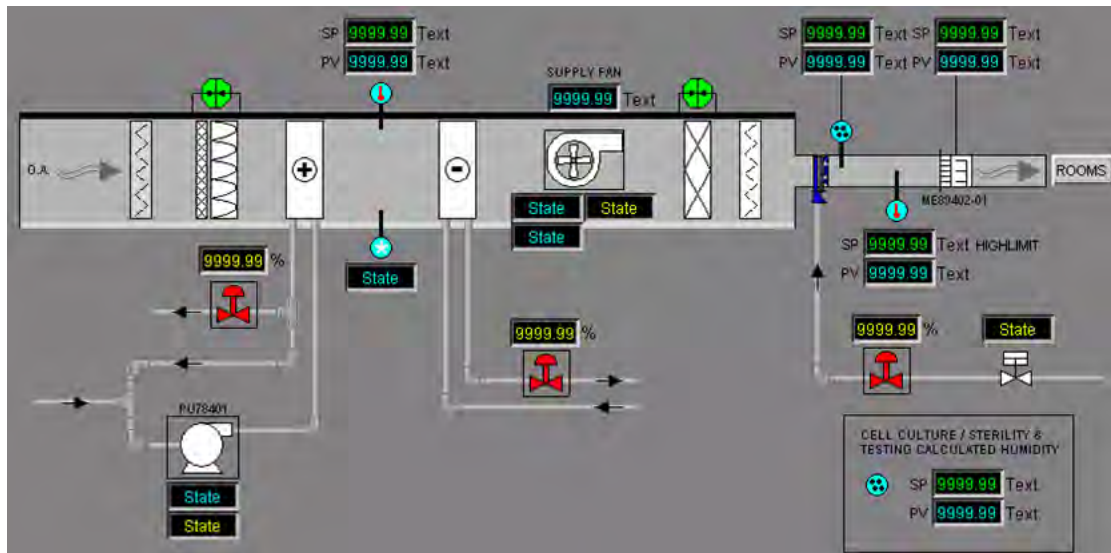 SP 9999.99 Text
PV 9999.99 Text
SUPPLY FAN
9999.99 Text
SP 9999.99 Text SP 9999.99 Text
PV 9999.99 Text PV 9999.99 Text
O.A.
ROOMS
ME89402-01
State State
State
SP 9999.99 Text HIGHLIMIT
PV 9999.99 Text
9999.99 %
State
9999.99 %
9999.99 %
State
PU78401
State
State
CELL CULTURE / STERILITY &
TESTING CALCULATED HUMIDITY
SP 9999.99 Text
PV 9999.99 Text